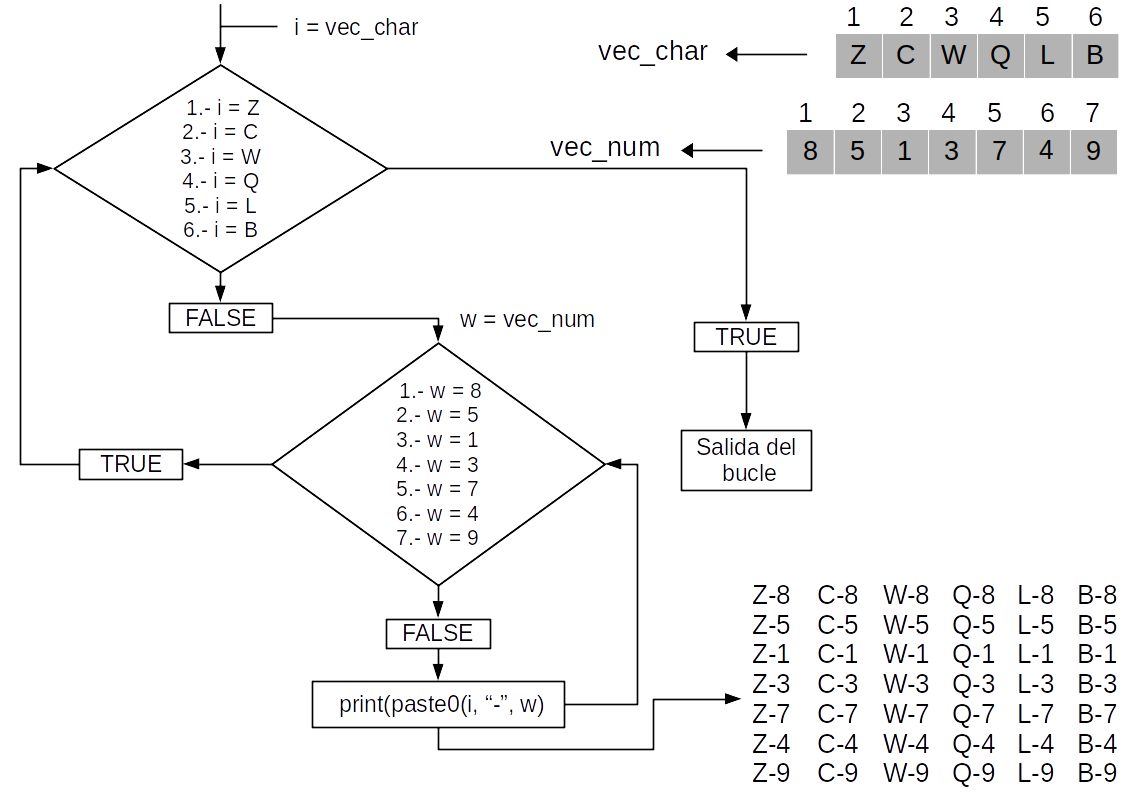 i = vec_char
1 2 3 4 5 6
vec_char
Z C W Q L B
1 2 3 4 5 6 7
vec_num
8 5 1 3 7 4 9
1.- i = Z
2.- i = C
3.- i = W
4.- i = Q
5.- i = L
6.- i = B
FALSE
w = vec_num
TRUE
Salida del
bucle
1.- w = 8
2.- w = 5
3.- w = 1
4.- w = 3
5.- w = 7
6.- w = 4
7.- w = 9
TRUE
FALSE
print(paste0(i, “-”, w)
Z-8 C-8 W-8 Q-8 L-8 B-8
Z-5 C-5 W-5 Q-5 L-5 B-5
Z-1 C-1 W-1 Q-1 L-1 B-1
Z-3 C-3 W-3 Q-3 L-3 B-3
Z-7 C-7 W-7 Q-7 L-7 B-7
Z-4 C-4 W-4 Q-4 L-4 B-4
Z-9 C-9 W-9 Q-9 L-9 B-9